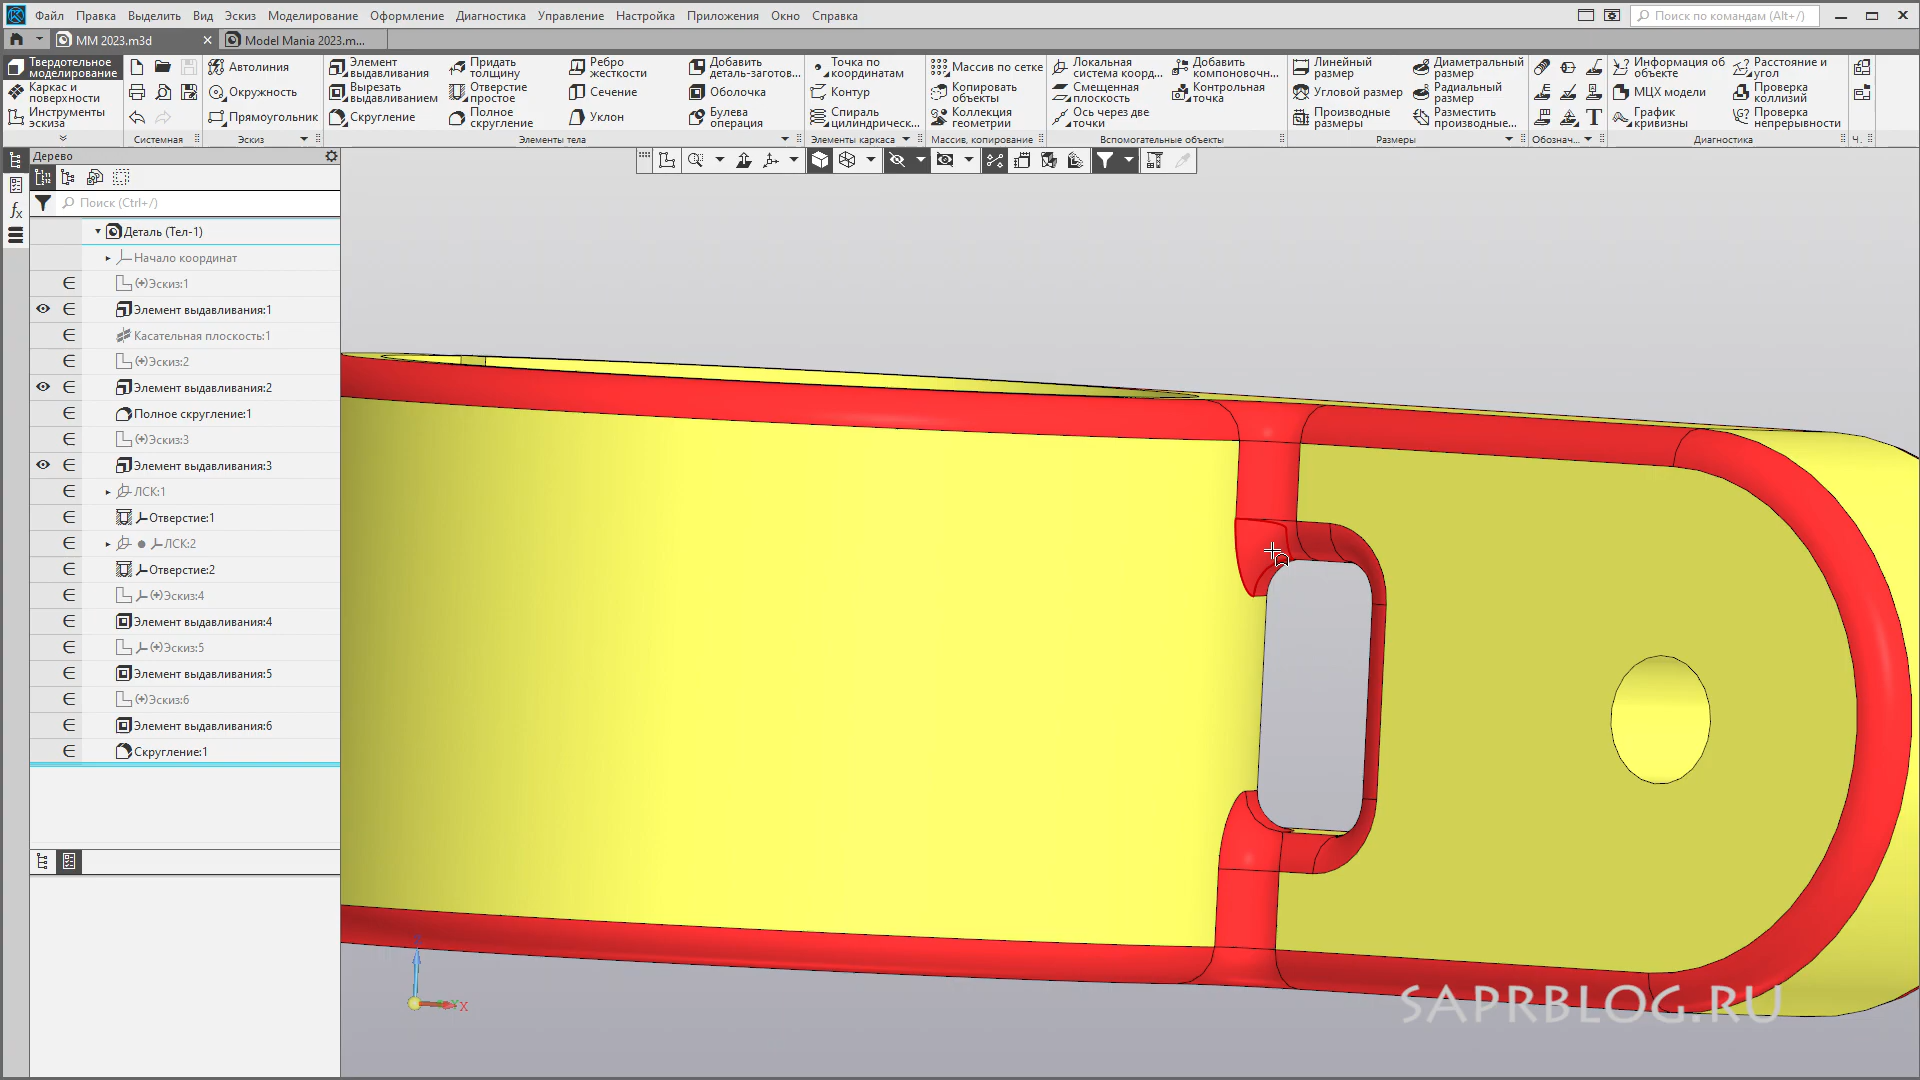 Файл Правка Выделить Вид Эскиз Моделирование Оформление Диагностика Управление Настройка Приложения Окно Справка
Поиск по командам (Alt+/)
MM 2023.m3d
Model Mania 2023.m...
Твердотельное моделирование
Каркас и поверхности
Инструменты эскиза
Системная
Автолиния
Окружность
Прямоугольник
Эскиз
Элемент выдавливания
Вырезать выдавливанием
Скругление
Придать толщину
Отверстие простое
Полное скругление
Ребро жесткости
Сечение
Уклон
Добавить деталь-заготов...
Оболочка
Булева операция
Элементы тела
Точка по координатам
Контур
Спираль цилиндрическ...
Элементы каркаса
Массив по сетке
Копировать объекты
Коллекция геометрии
Массив, копирование
Локальная система коорд...
Смещенная плоскость
Ось через две точки
Добавить компоновочн...
Контрольная точка
Вспомогательные объекты
Линейный размер
Угловой размер
Производные размеры
Диаметральный размер
Радиальный размер
Разместить производные...
Размеры
Обознач...
Информация об объекте
МЦХ модели
График кривизны
Расстояние и угол
Проверка коллизий
Проверка непрерывности
Диагностика
Ч...
Дерево
Поиск (Ctrl+/)
Деталь (Тел-1)
Начало координат
(+)Эскиз:1
Элемент выдавливания:1
Касательная плоскость:1
(+)Эскиз:2
Элемент выдавливания:2
Полное скругление:1
(+)Эскиз:3
Элемент выдавливания:3
ЛСК:1
Отверстие:1
ЛСК:2
Отверстие:2
(+)Эскиз:4
Элемент выдавливания:4
(+)Эскиз:5
Элемент выдавливания:5
(+)Эскиз:6
Элемент выдавливания:6
Скругление:1
X
SAPRBLOG.RU